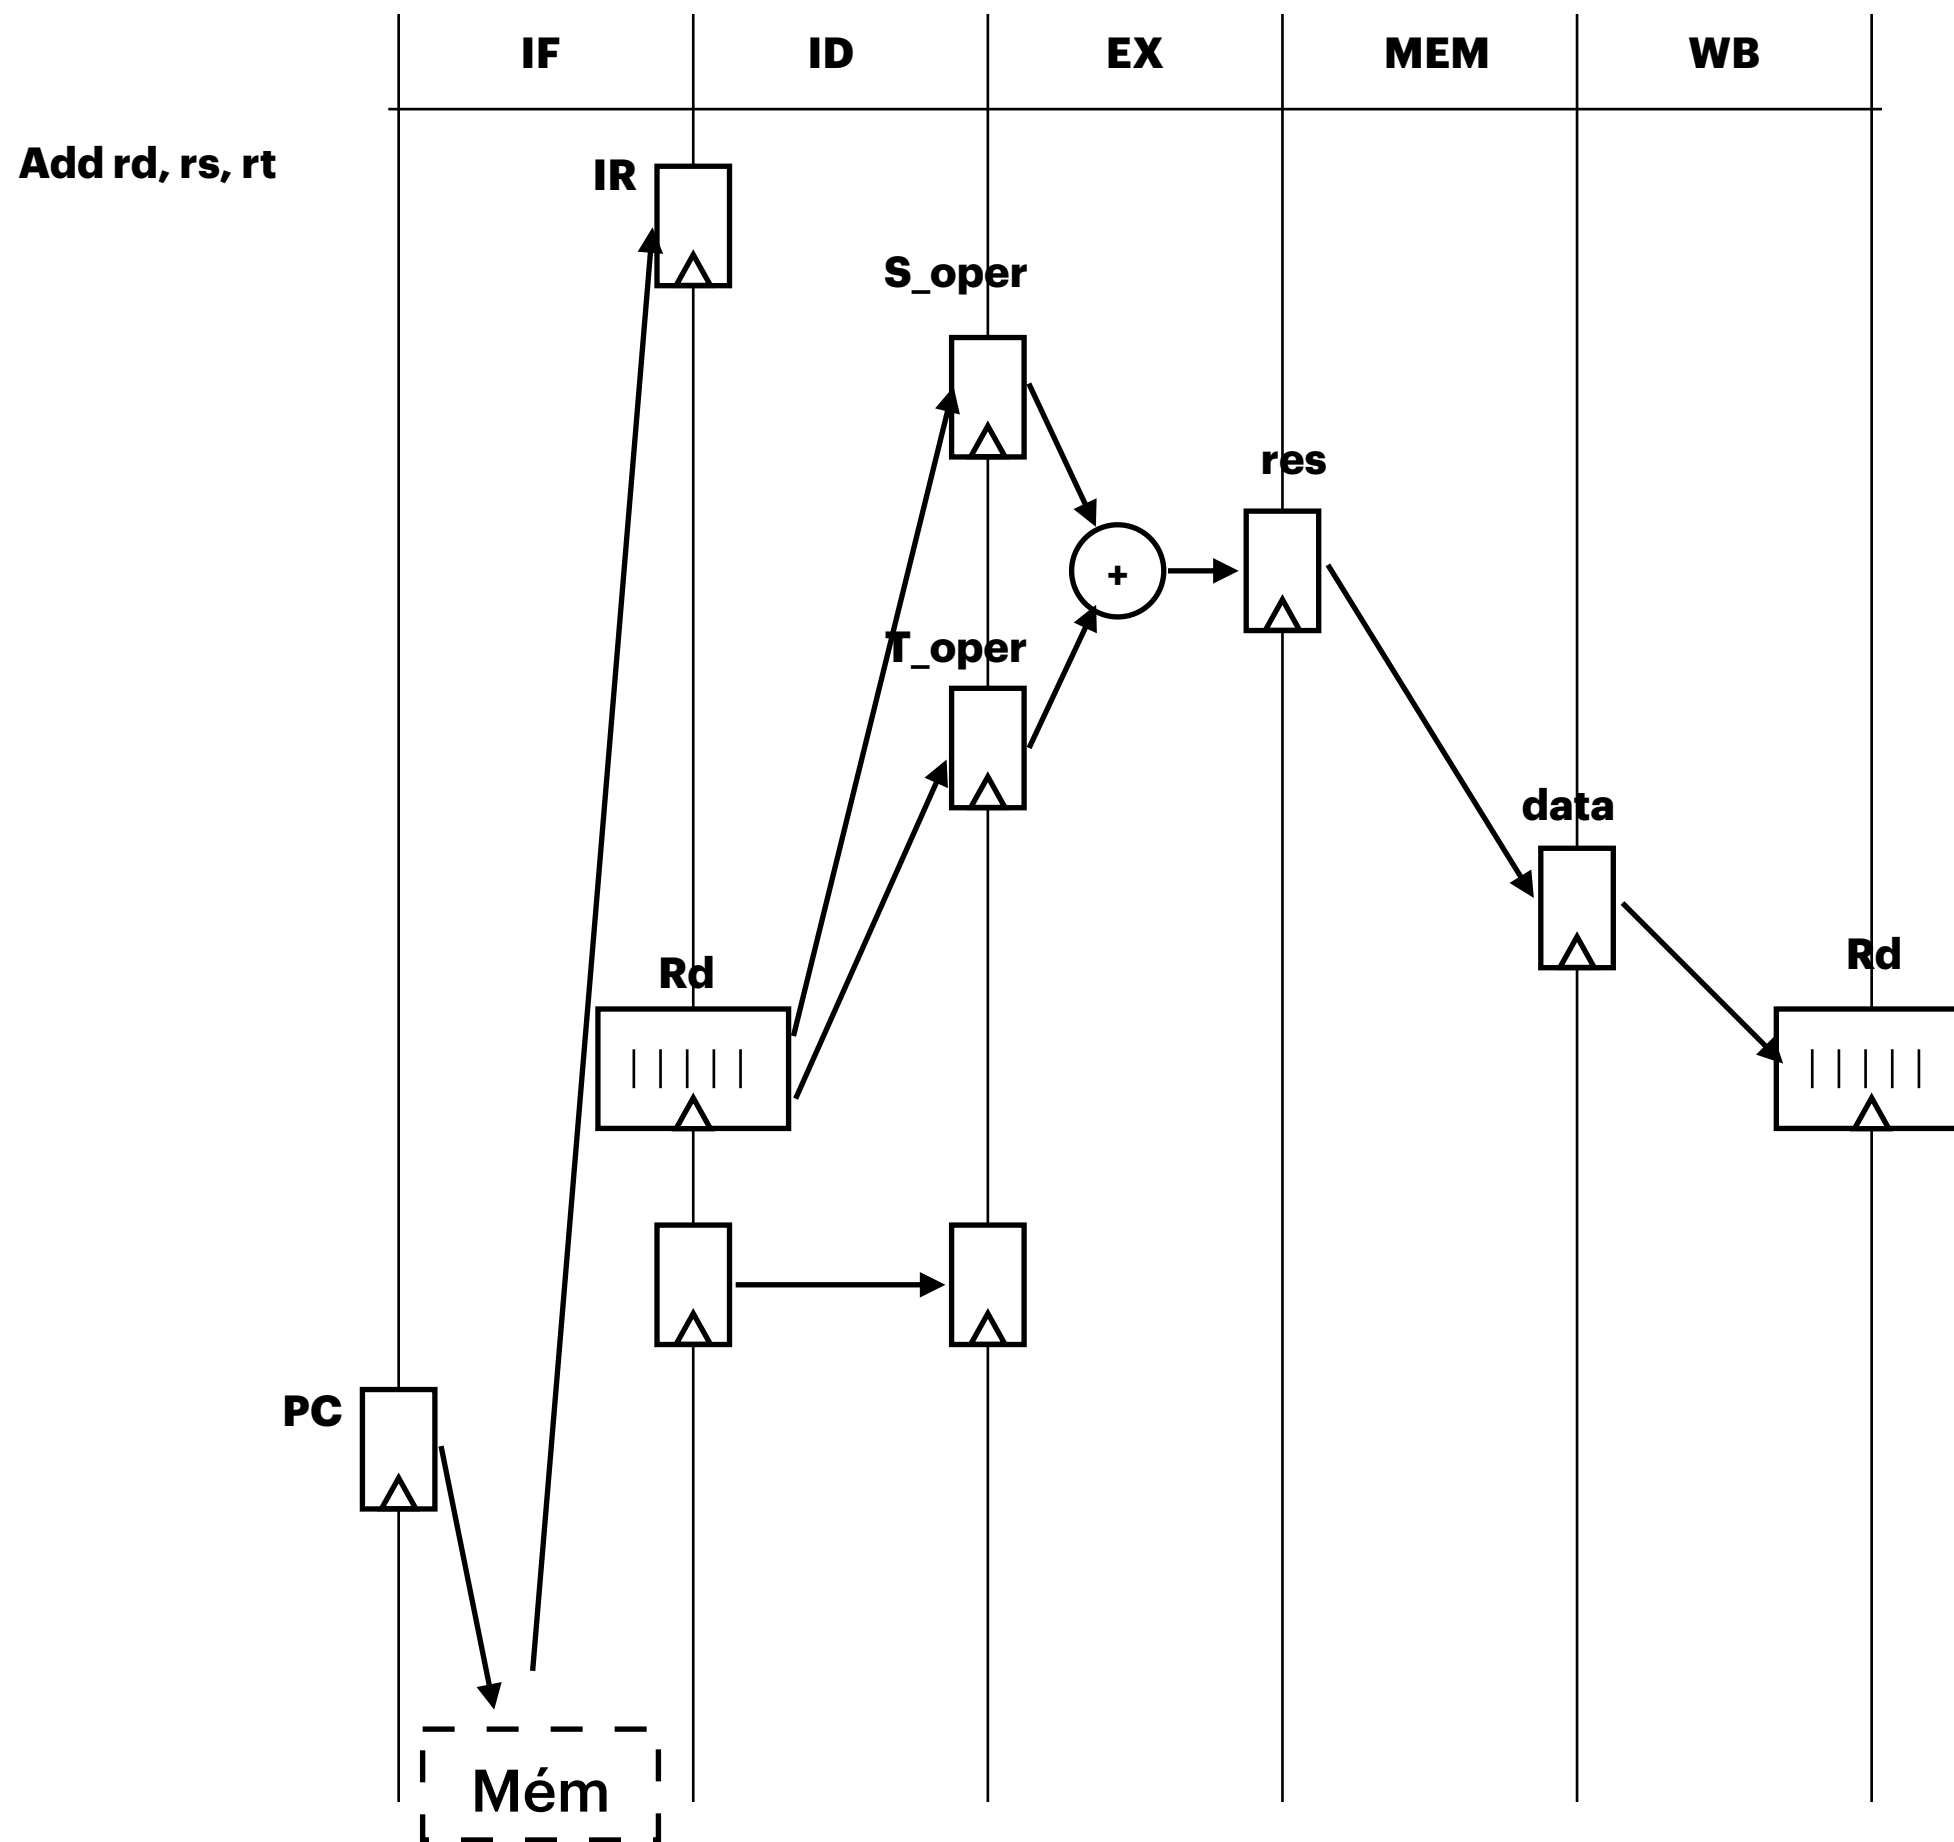 IF ID EX MEM WB
Add rd, rs, rt
IR
S_oper
res
+
T_oper
data
Rd
Rd
PC
Mém